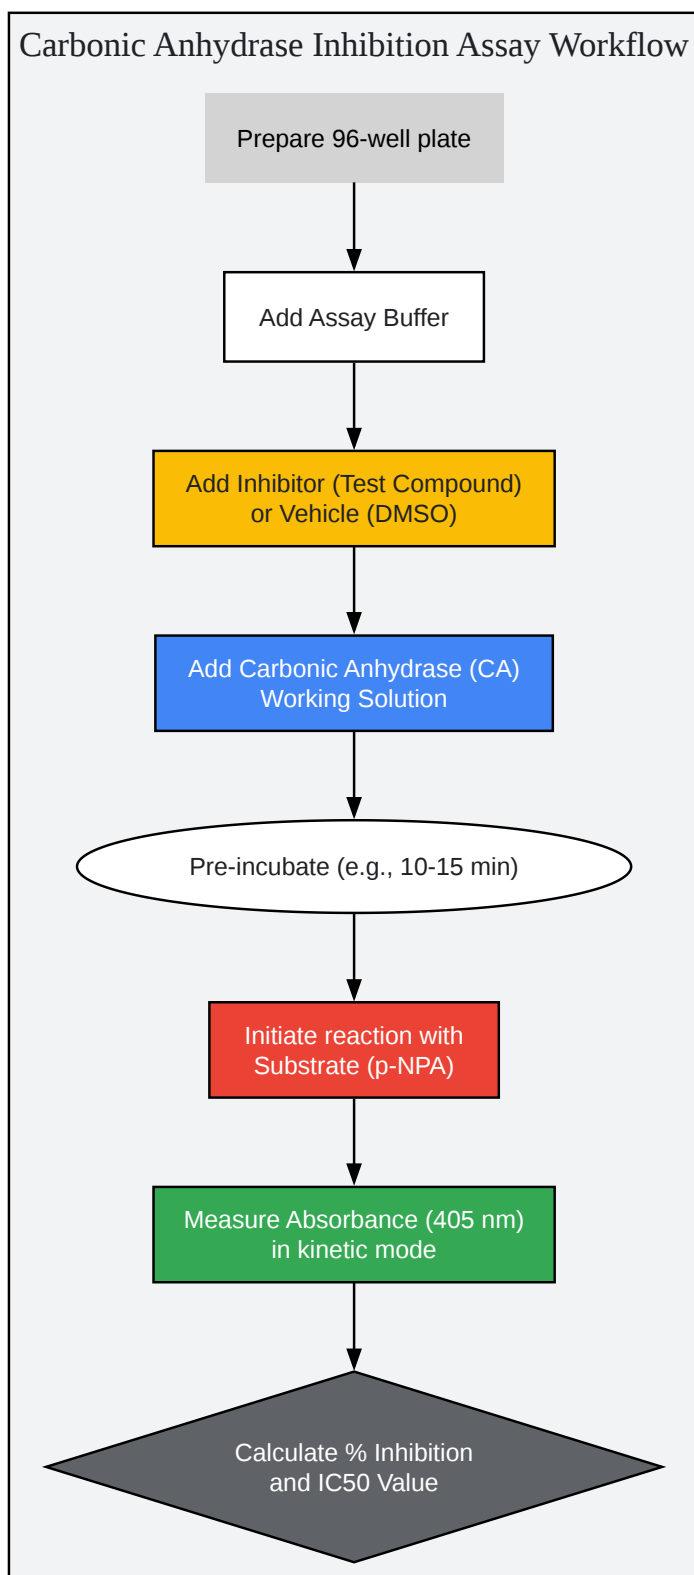 Carbonic Anhydrase Inhibition Assay Workflow
Prepare 96-well plate
Add Assay Buffer
Add Inhibitor (Test Compound)
or Vehicle (DMSO)
Add Carbonic Anhydrase (CA)
Working Solution
Pre-incubate (e.g., 10-15 min)
Initiate reaction with
Substrate (p-NPA)
Measure Absorbance (405 nm)
in kinetic mode
Calculate % Inhibition
and IC50 Value